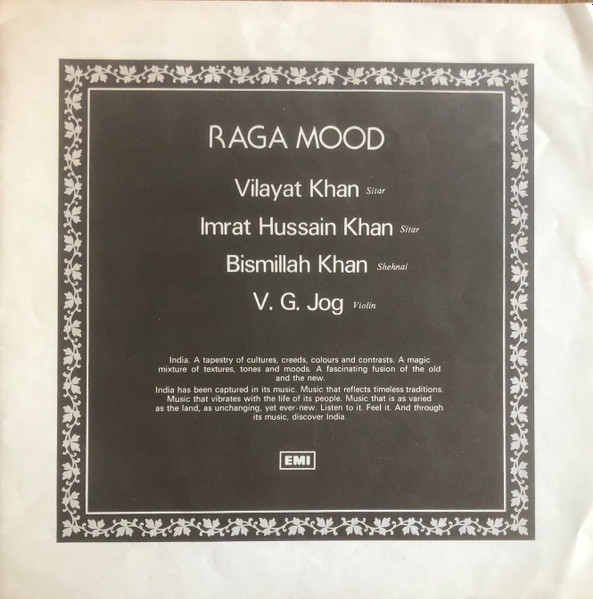 RAGA MOOD
Vilayat Khan Sitar
Imrat Hussain Khan Sitar
Bismillah Khan Shehnai
V. G. Jog Violin
India. A tapestry of cultures, creeds, colours and contrasts. A magic
mixture of textures, tones and moods. A fascinating fusion of the old
and the new.
India has been captured in its music. Music that reflects timeless traditions.
Music that vibrates with the life of its people. Music that is as varied
as the land, as unchanging, yet ever-new. Listen to it. Feel it. And through
its music, discover India.
EMI